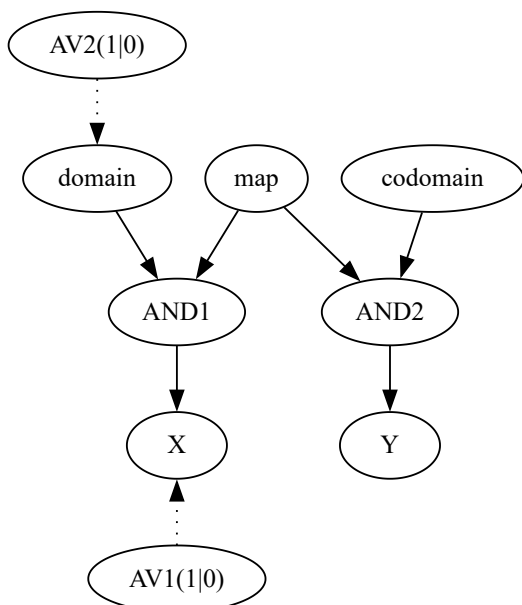 AV2(1|0)
domain
map
codomain
AND1
AND2
X
Y
AV1(1|0)